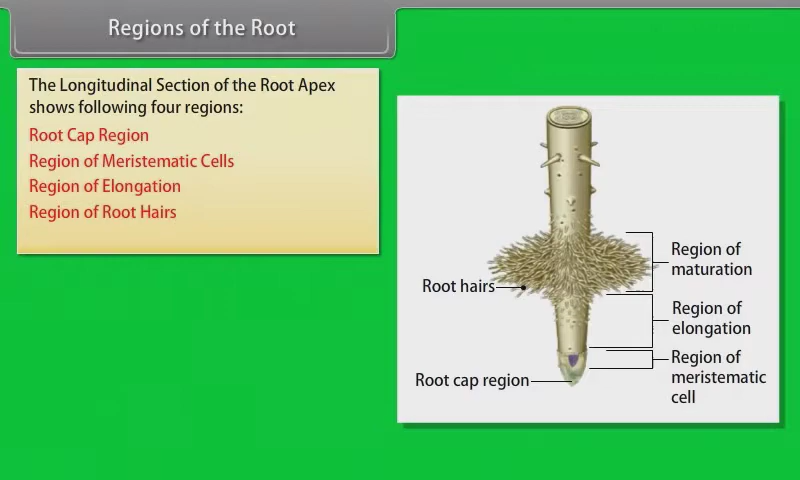 Regions of the Root
The Longitudinal Section of the Root Apex
shows following four regions:
Root Cap Region
Region of Meristematic Cells
Region of Elongation
Region of Root Hairs
Region of
maturation
Root hairs
Region of
elongation
Region of
meristematic
cell
Root cap region